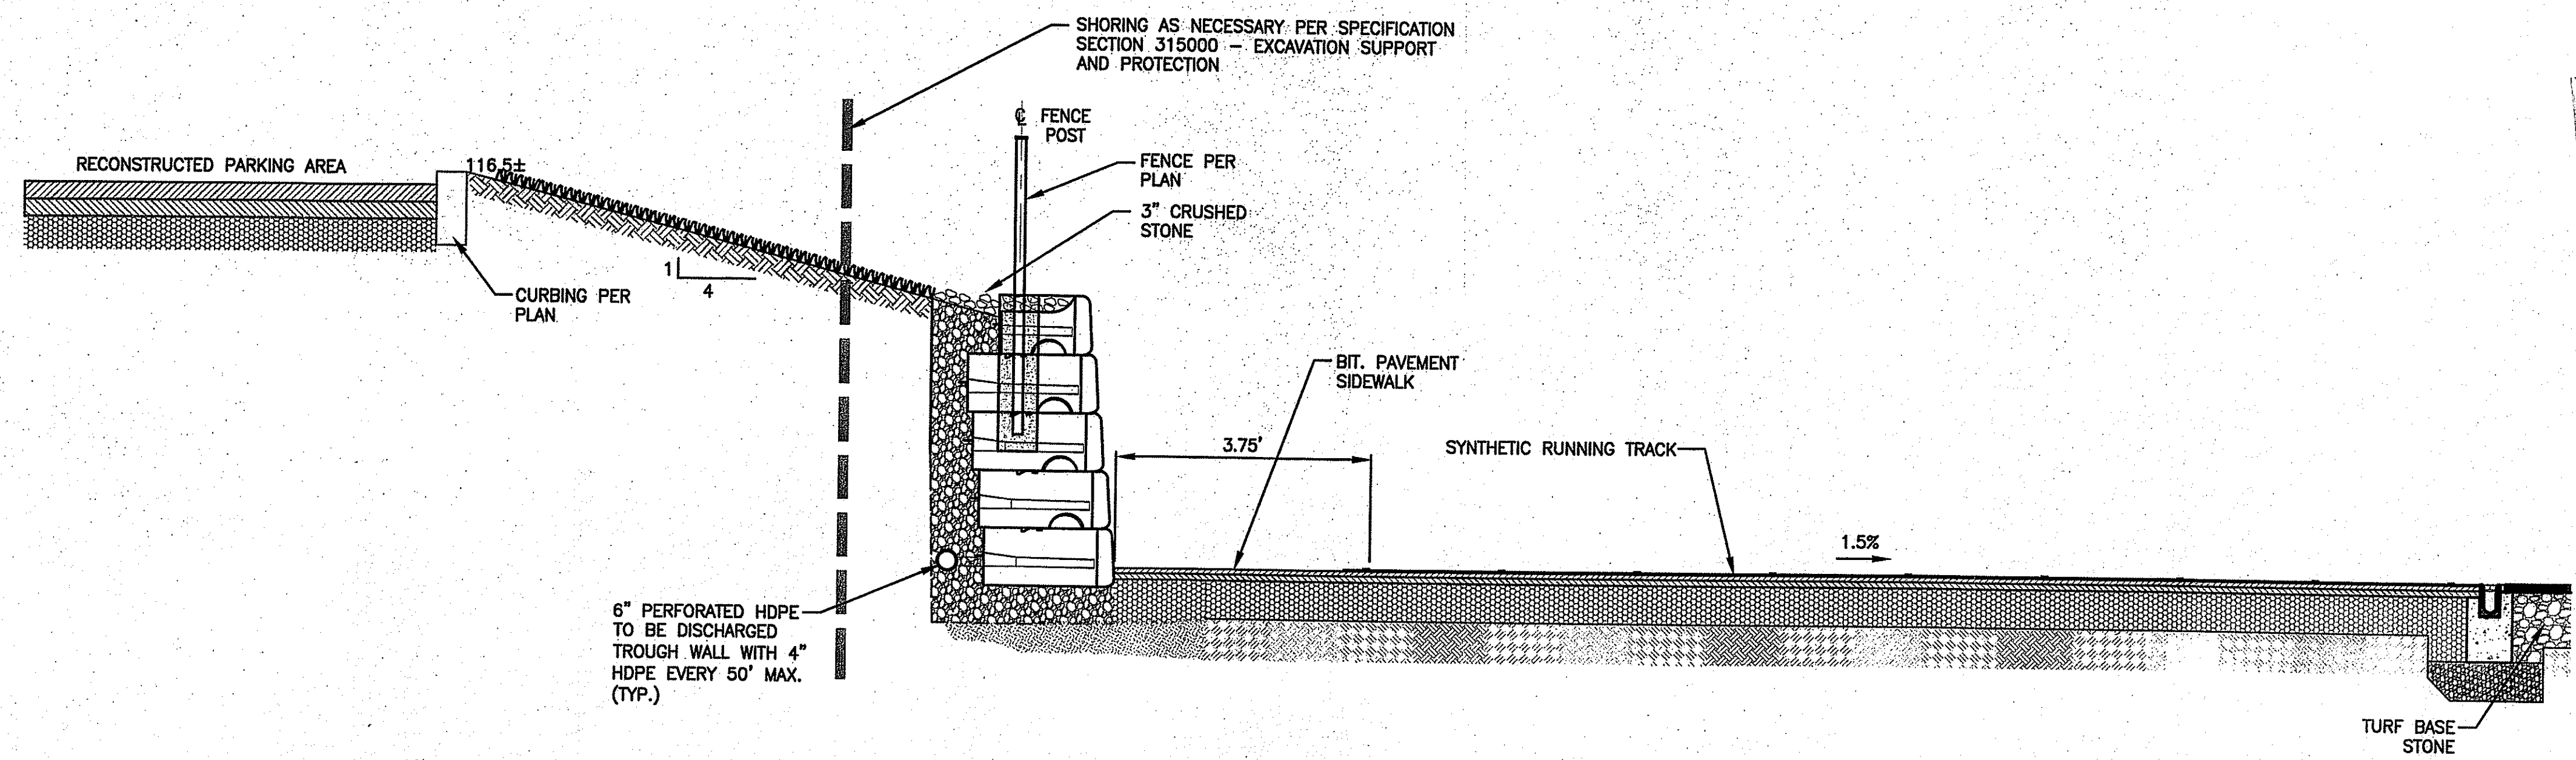 SHORING AS NECESSARY PER SPECIFICATION
SECTION 315000 – EXCAVATION SUPPORT
AND PROTECTION
℄ FENCE
POST
RECONSTRUCTED PARKING AREA
116.5±
FENCE PER
PLAN
3" CRUSHED
STONE
1
4
CURBING PER
PLAN
BIT. PAVEMENT
SIDEWALK
3.75'
SYNTHETIC RUNNING TRACK
1.5%
6" PERFORATED HDPE
TO BE DISCHARGED
TROUGH WALL WITH 4"
HDPE EVERY 50' MAX.
(TYP.)
TURF BASE
STONE